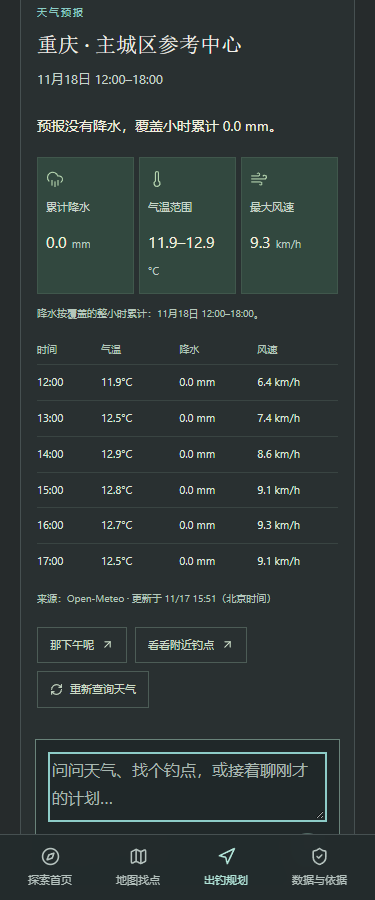 天气预报
重庆 · 主城区参考中心
11月18日 12:00–18:00
预报没有降水，覆盖小时累计 0.0 mm。
累计降水
0.0 mm
气温范围
11.9–12.9
°C
最大风速
9.3 km/h
降水按覆盖的整小时累计：11月18日 12:00–18:00。
时间 气温 降水 风速
12:00 11.9°C 0.0 mm 6.4 km/h
13:00 12.5°C 0.0 mm 7.4 km/h
14:00 12.9°C 0.0 mm 8.6 km/h
15:00 12.8°C 0.0 mm 9.1 km/h
16:00 12.7°C 0.0 mm 9.3 km/h
17:00 12.5°C 0.0 mm 9.1 km/h
来源：Open-Meteo · 更新于 11/17 15:51（北京时间）
那下午呢
看看附近钓点
重新查询天气
问问天气、找个钓点，或接着聊刚才
的计划...
探索首页 地图找点 出钓规划 数据与依据